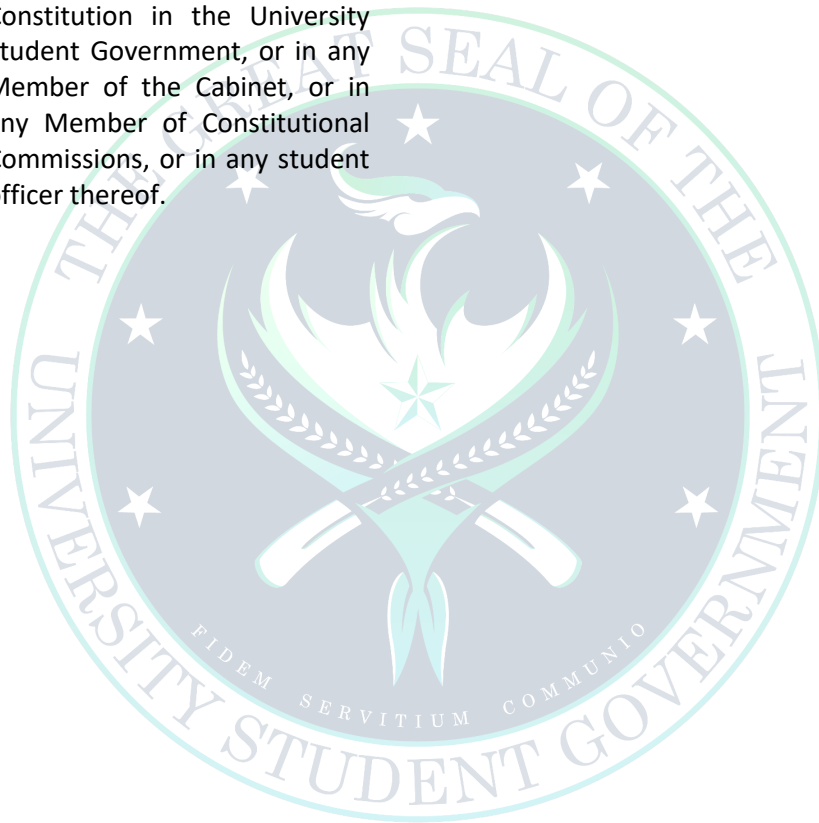 Constitution in the University
Student Government, or in any
Member of the Cabinet, or in
any Member of Constitutional
Commissions, or in any student
officer thereof.
THE GREAT SEAL OF THE
UNIVERSITY STUDENT GOVERNMENT
FIDEM SERVITIUM COMMUNIO